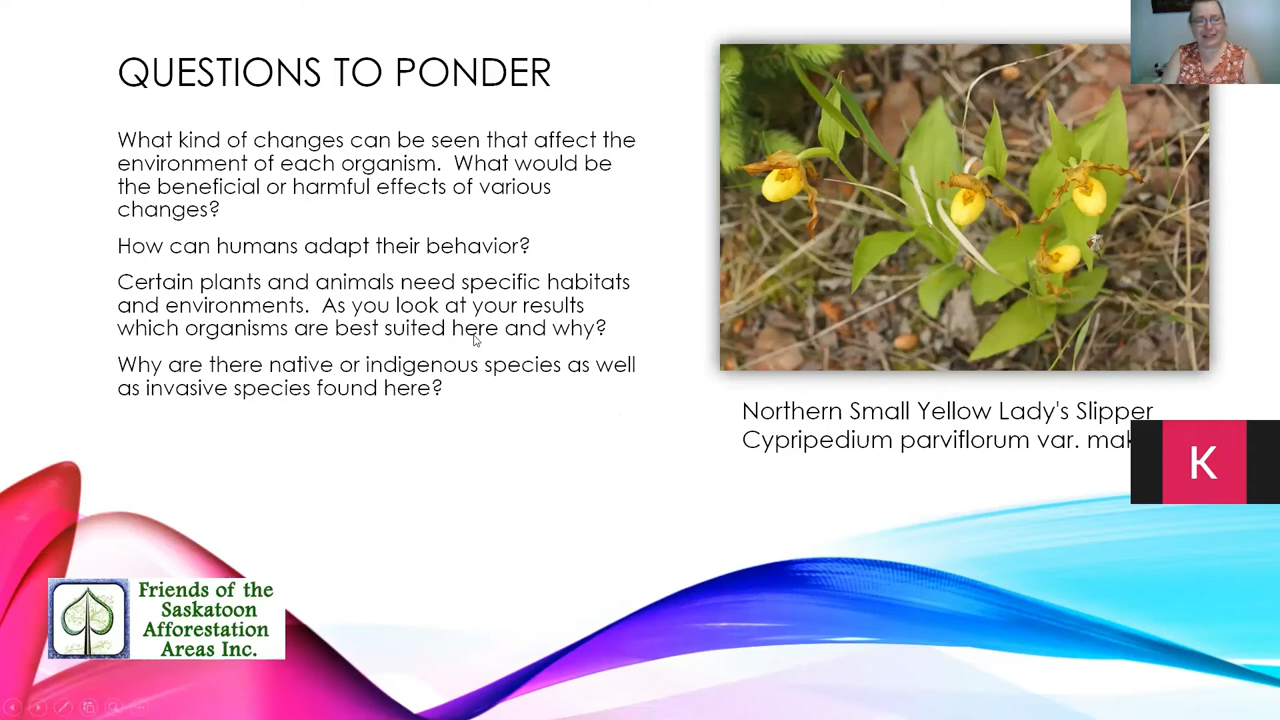 QUESTIONS TO PONDER
What kind of changes can be seen that affect the
environment of each organism. What would be
the beneficial or harmful effects of various
changes?
How can humans adapt their behavior?
Certain plants and animals need specific habitats
and environments. As you look at your results
which organisms are best suited here and why?
Why are there native or indigenous species as well
as invasive species found here?
Northern Small Yellow Lady's Slipper
Cypripedium parviflorum var. mak
K
Friends of the
Saskatoon
Afforestation
Areas Inc.